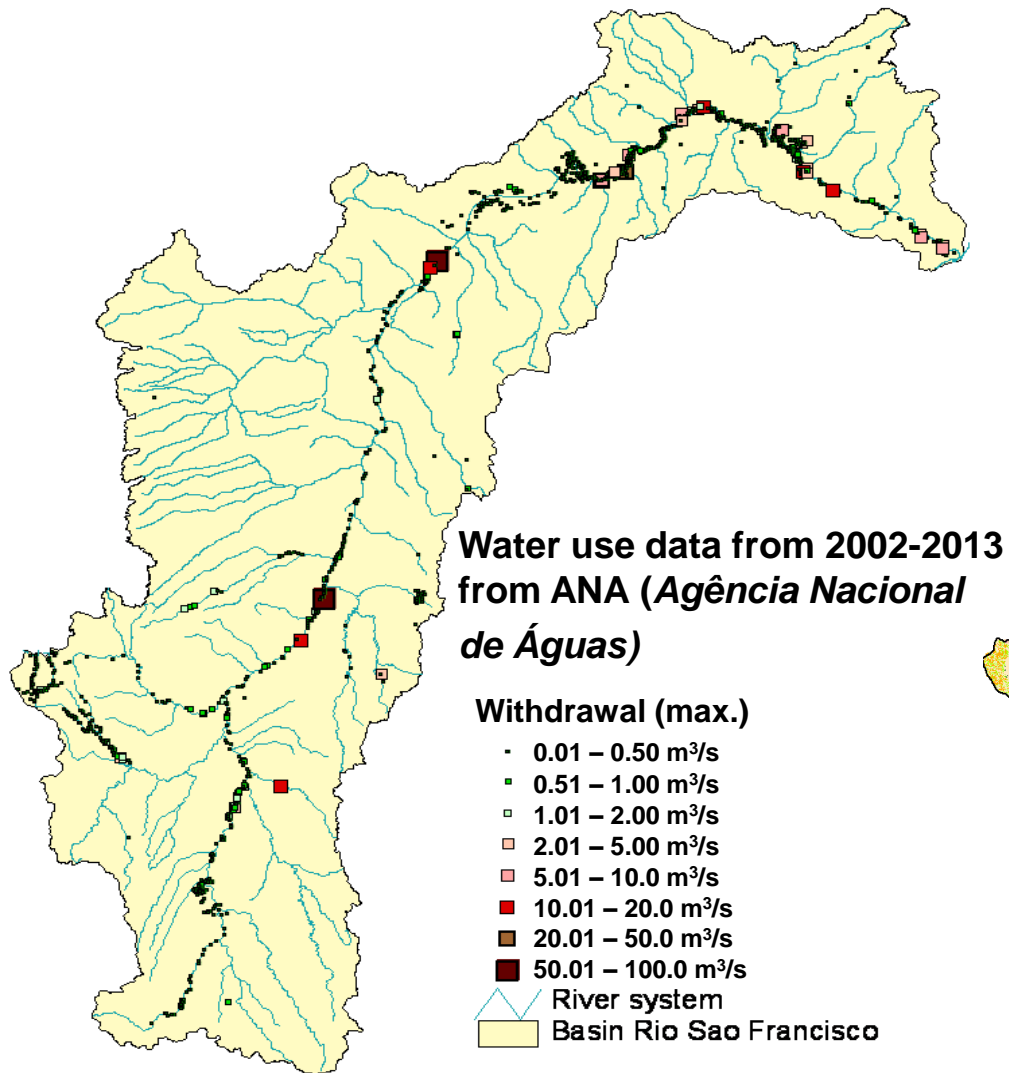 Water use data from 2002-2013
from ANA (Agência Nacional
de Águas)
Withdrawal (max.)
0.01 – 0.50 m³/s
0.51 – 1.00 m³/s
1.01 – 2.00 m³/s
2.01 – 5.00 m³/s
5.01 – 10.0 m³/s
10.01 – 20.0 m³/s
20.01 – 50.0 m³/s
50.01 – 100.0 m³/s
River system
Basin Rio Sao Francisco